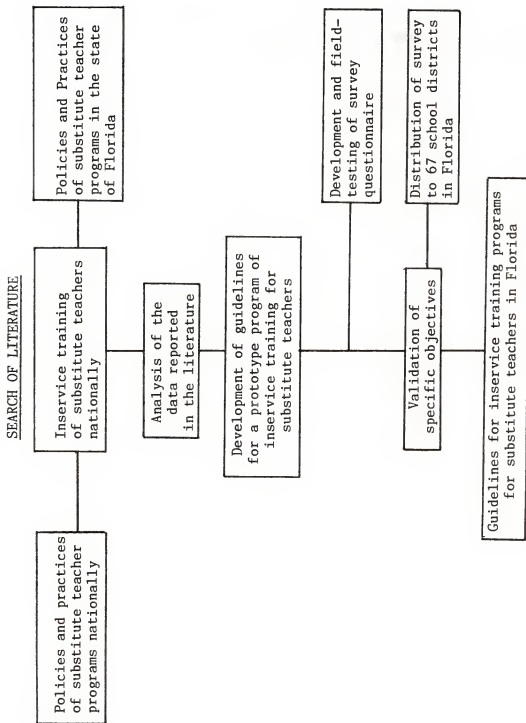 SEARCH OF LITERATURE
Policies and practices
of substitute teacher
programs nationally
Inservice training
of substitute teachers
nationally
Policies and Practices
of substitute teacher
programs in the state
of Florida
Analysis of the
data reported
in the literature
Development of guidelines
for a prototype program of
inservice training for
substitute teachers
Development and field-
testing of survey
questionnaire
Validation of
specific objectives
Distribution of survey
to 67 school districts
in Florida
Guidelines for inservice training programs
for substitute teachers in Florida